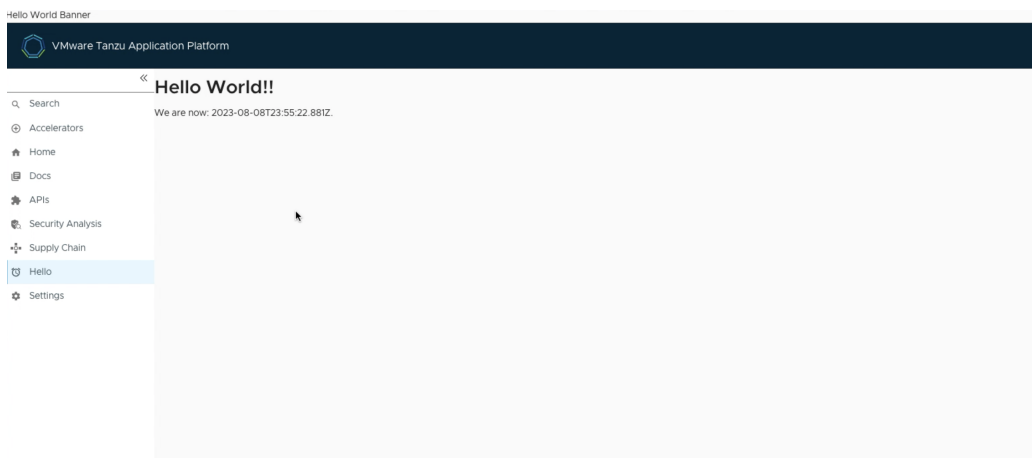 Hello World Banner
VMware Tanzu Application Platform
Hello World!!
We are now: 2023-08-08T23:55:22.881Z.
Search
Accelerators
Home
Docs
APIs
Security Analysis
Supply Chain
Hello
Settings